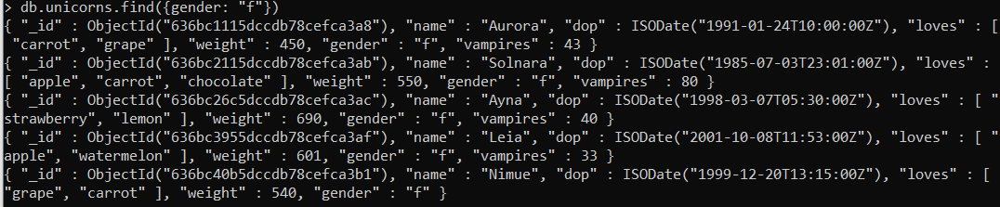 > db.unicorns.find({gender: "f"})
{ "_id" : ObjectId("636bc1115dccdb78cefca3a8"), "name" : "Aurora", "dop" : ISODate("1991-01-24T10:00:00Z"), "loves" : [
 "carrot", "grape" ], "weight" : 450, "gender" : "f", "vampires" : 43 }
{ "_id" : ObjectId("636bc2115dccdb78cefca3ab"), "name" : "Solnara", "dop" : ISODate("1985-07-03T23:01:00Z"), "loves" :
[ "apple", "carrot", "chocolate" ], "weight" : 550, "gender" : "f", "vampires" : 80 }
{ "_id" : ObjectId("636bc26c5dccdb78cefca3ac"), "name" : "Ayna", "dop" : ISODate("1998-03-07T05:30:00Z"), "loves" : [ "
strawberry", "lemon" ], "weight" : 690, "gender" : "f", "vampires" : 40 }
{ "_id" : ObjectId("636bc3955dccdb78cefca3af"), "name" : "Leia", "dop" : ISODate("2001-10-08T11:53:00Z"), "loves" : [ "
apple", "watermelon" ], "weight" : 601, "gender" : "f", "vampires" : 33 }
{ "_id" : ObjectId("636bc40b5dccdb78cefca3b1"), "name" : "Nimue", "dop" : ISODate("1999-12-20T13:15:00Z"), "loves" : [
"grape", "carrot" ], "weight" : 540, "gender" : "f" }